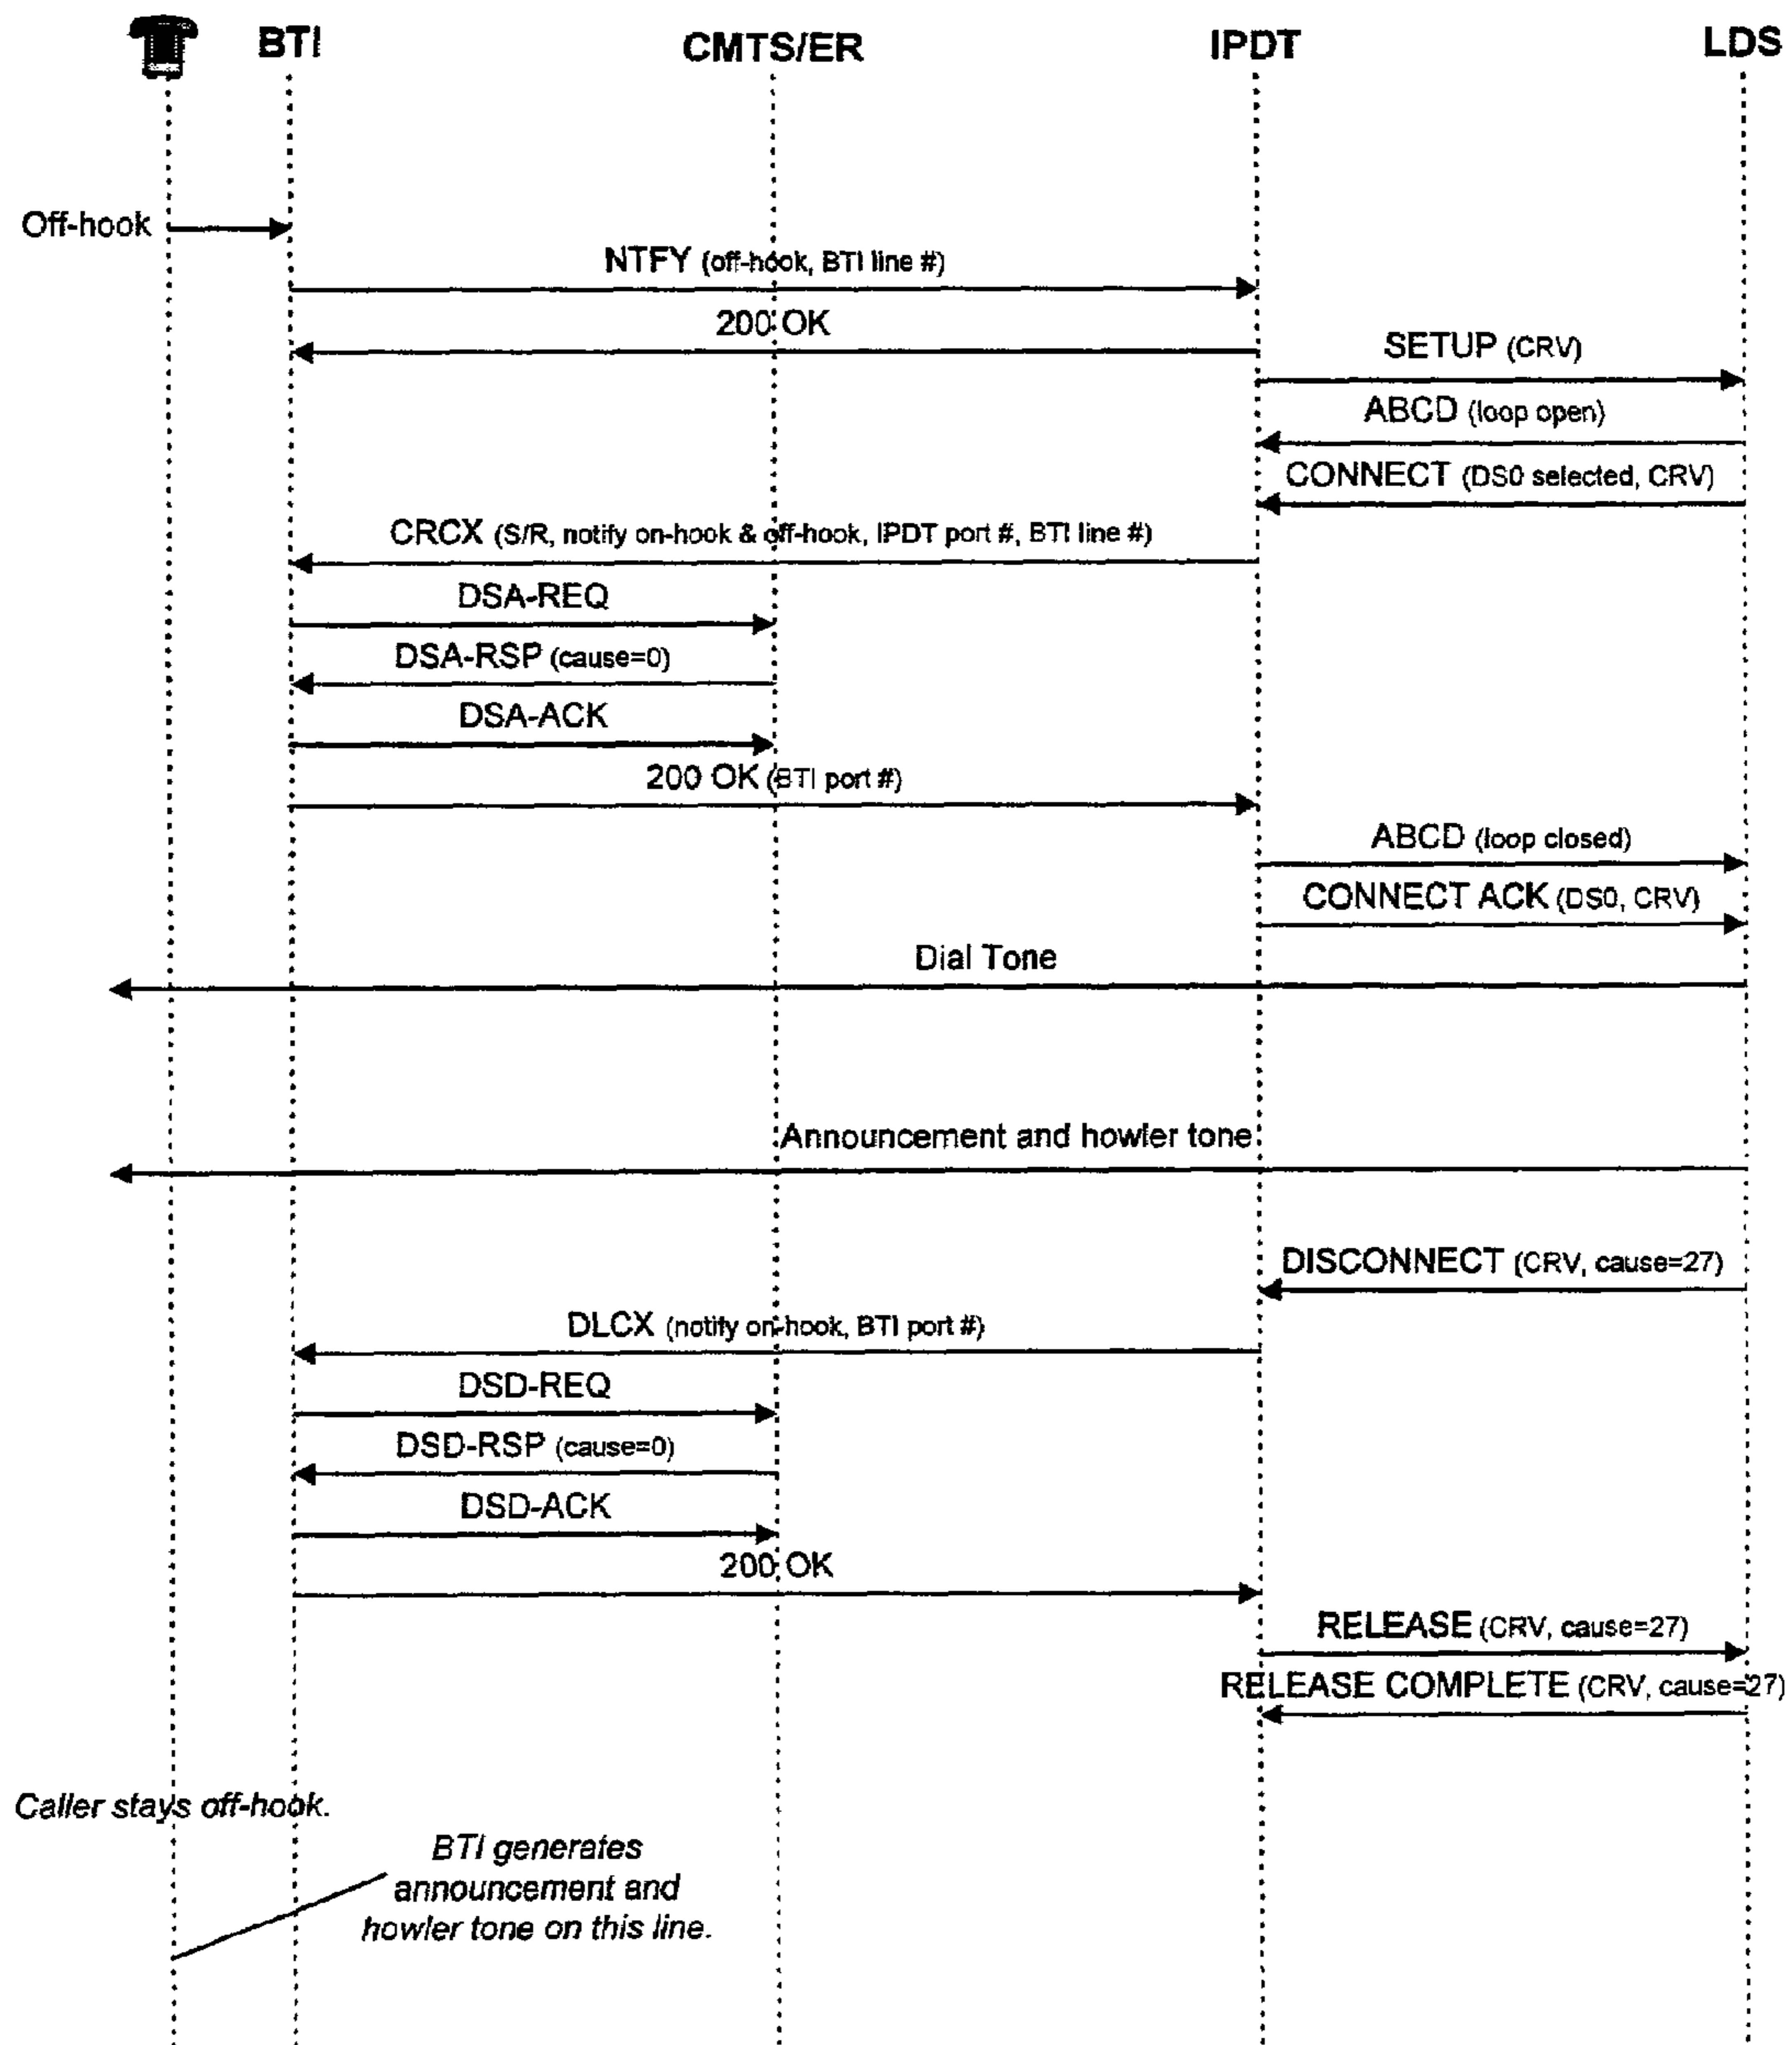 BTI CMTS/ER IPDT LDS
Off-hook
NTFY (off-hook, BTI line #)
200 OK
SETUP (CRV)
ABCD (loop open)
CONNECT (DS0 selected, CRV)
CRCX (S/R, notify on-hook & off-hook, IPDT port #, BTI line #)
DSA-REQ
DSA-RSP (cause=0)
DSA-ACK
200 OK (BTI port #)
ABCD (loop closed)
CONNECT ACK (DS0, CRV)
Dial Tone
Announcement and howler tone
DISCONNECT (CRV, cause=27)
DLCX (notify on-hook, BTI port #)
DSD-REQ
DSD-RSP (cause=0)
DSD-ACK
200 OK
RELEASE (CRV, cause=27)
RELEASE COMPLETE (CRV, cause=27)
Caller stays off-hook.
BTI generates
announcement and
howler tone on this line.